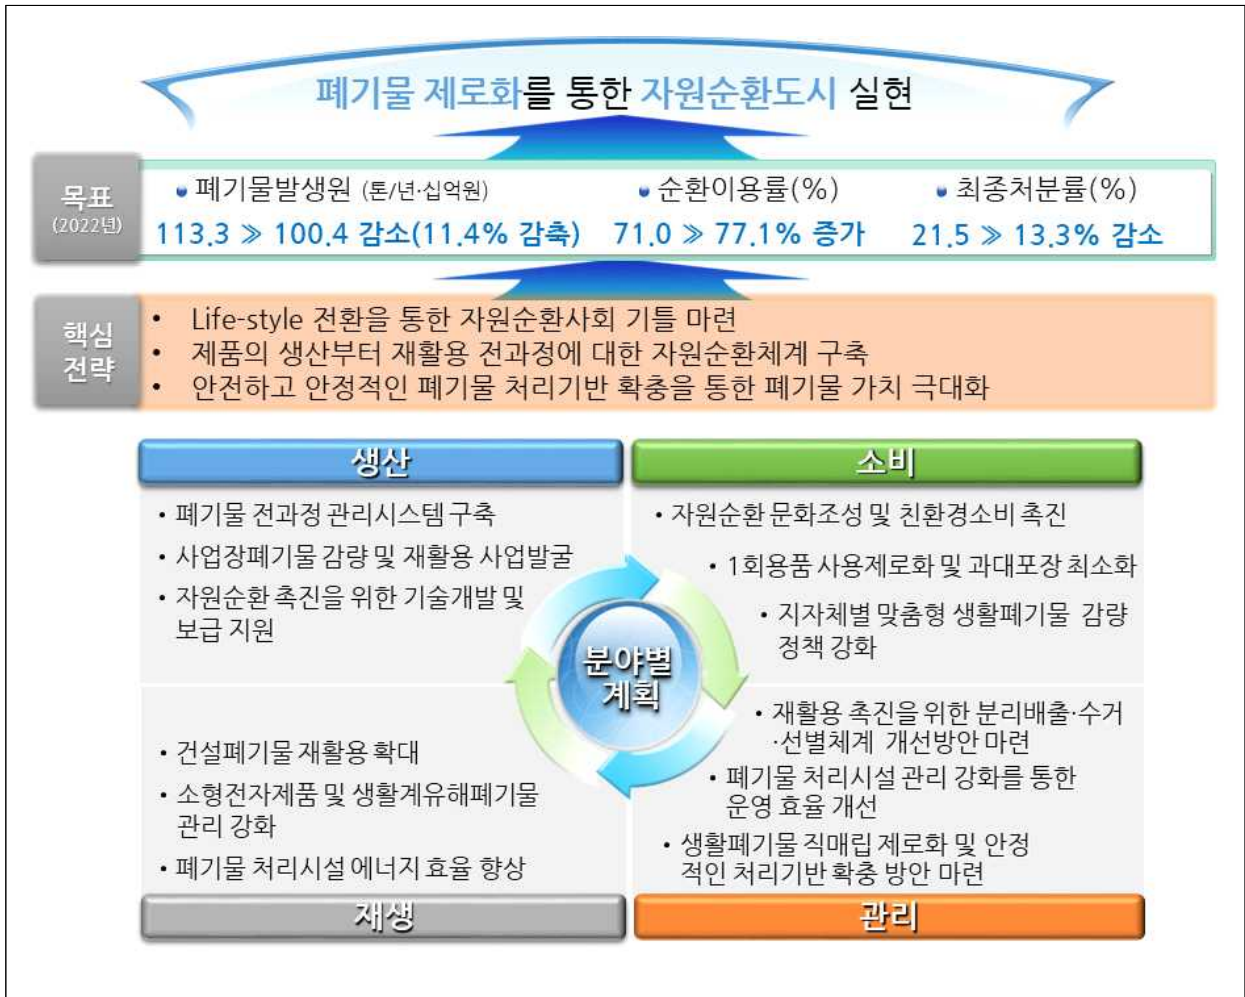 폐기물 제로화를 통한 자원순환도시 실현
목표
(2022년)
• 폐기물발생원 (톤/년·십억원)
113.3 ≫ 100.4 감소(11.4% 감축)
• 순환이용률(%)
71.0 ≫ 77.1% 증가
• 최종처분률(%)
21.5 ≫ 13.3% 감소
핵심
전략
• Life-style 전환을 통한 자원순환사회 기틀 마련
• 제품의 생산부터 재활용 전과정에 대한 자원순환체계 구축
• 안전하고 안정적인 폐기물 처리기반 확충을 통한 폐기물 가치 극대화
생산
• 폐기물 전과정 관리시스템 구축
• 사업장폐기물 감량 및 재활용 사업발굴
• 자원순환 촉진을 위한 기술개발 및
보급 지원
소비
• 자원순환 문화조성 및 친환경소비 촉진
• 1회용품 사용제로화 및 과대포장 최소화
• 지자체별 맞춤형 생활폐기물 감량
정책 강화
분야별
계획
• 건설폐기물 재활용 확대
• 소형전자제품 및 생활계유해폐기물
관리 강화
• 폐기물 처리시설 에너지 효율 향상
재생
• 재활용 촉진을 위한 분리배출·수거
·선별체계 개선방안 마련
• 폐기물 처리시설 관리 강화를 통한
운영 효율 개선
• 생활폐기물 직매립 제로화 및 안정
적인 처리기반 확충 방안 마련
관리